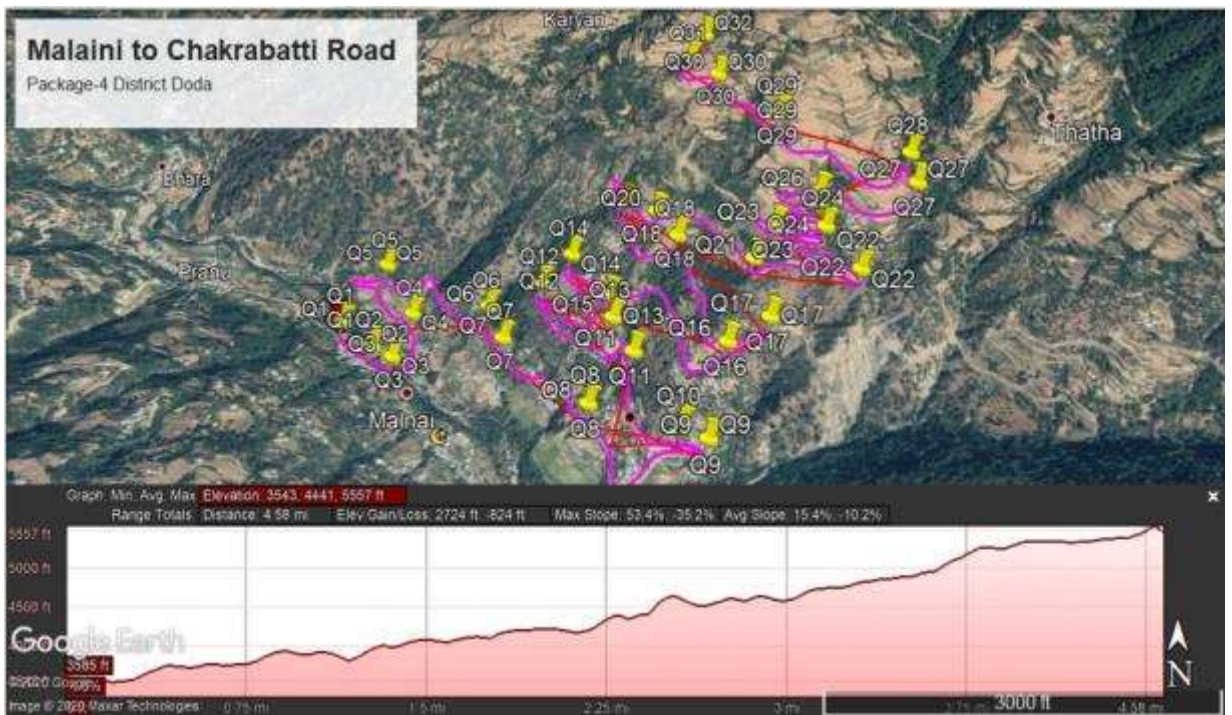 Malaini to Chakrabatti Road
Package-4 District Doda
Karyan
Q31 Q32
Q30 Q30
Q30
Q29
Q29
Q29
Thatha
Q28
Q27 Q27
Q27
Bhara
Q26
Q24
Q24
Q23
Q23
Q22
Q22 Q22
Q20 Q18
Q18
Q18
Q21
Q14
Q14
Q12
Q12
Q13
Q13
Q15
Q11
Q11
Q17
Q17
Q17
Q16
Q16
Q5
Q5 Q5
Q4
Q4
Q6
Q6
Q7
Q7
Q7
Q1
Q1
Q1
Q2
Q2
Q3
Q3
Q3
Q8
Q8
Q8
Q10
Q9 Q9
Q9
Graph: Min, Avg, Max Elevation: 3543, 4441, 5557 ft
Range Totals: Distance: 4.58 mi Elev Gain/Loss: 2724 ft, -824 ft Max Slope: 53.4%, -35.2% Avg Slope: 15.4%, -10.2%
5557 ft
5000 ft
4500 ft
Google Earth
3585 ft
Image © 2020 Maxar Technologies
0.75 mi
1.5 mi
2.25 mi
3 mi
3.75 mi
4.58 mi
3000 ft
N